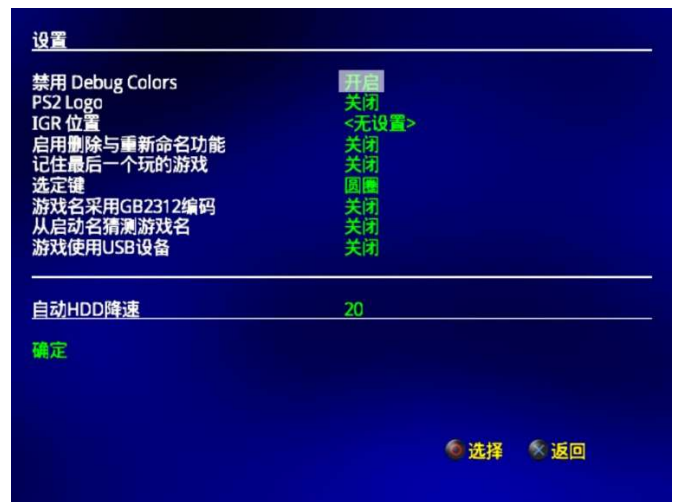 设置
禁用 Debug Colors 开启
PS2 Logo 关闭
IGR 位置 <无设置>
启用删除与重新命名功能 关闭
记住最后一个玩的游戏 关闭
选定键 圆圈
游戏名采用GB2312编码 关闭
从启动名猜测游戏名 关闭
游戏使用USB设备 关闭
自动HDD降速 20
确定
选择 返回